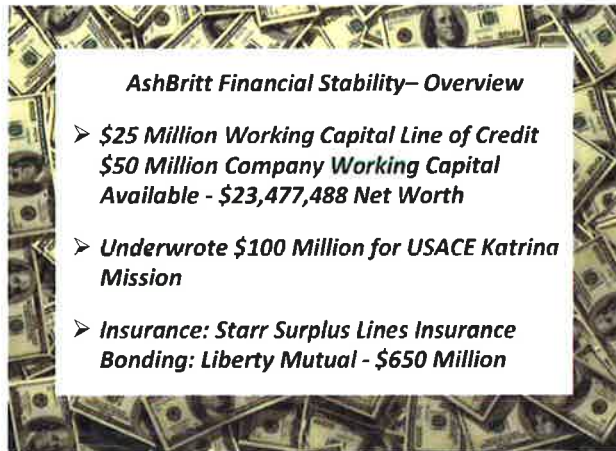 AshBritt Financial Stability– Overview
➢ $25 Million Working Capital Line of Credit
$50 Million Company Working Capital
Available - $23,477,488 Net Worth
➢ Underwrote $100 Million for USACE Katrina
Mission
➢ Insurance: Starr Surplus Lines Insurance
Bonding: Liberty Mutual - $650 Million